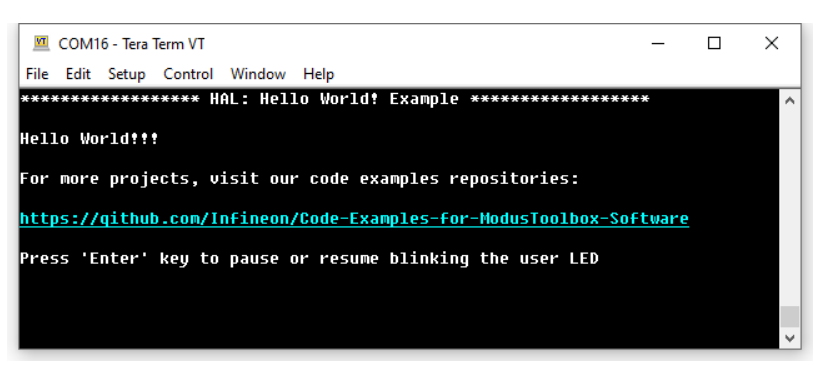 COM16 - Tera Term VT
File Edit Setup Control Window Help
****************** HAL: Hello World! Example ******************
Hello World!!!
For more projects, visit our code examples repositories:
https://github.com/Infineon/Code-Examples-for-ModusToolbox-Software
Press 'Enter' key to pause or resume blinking the user LED